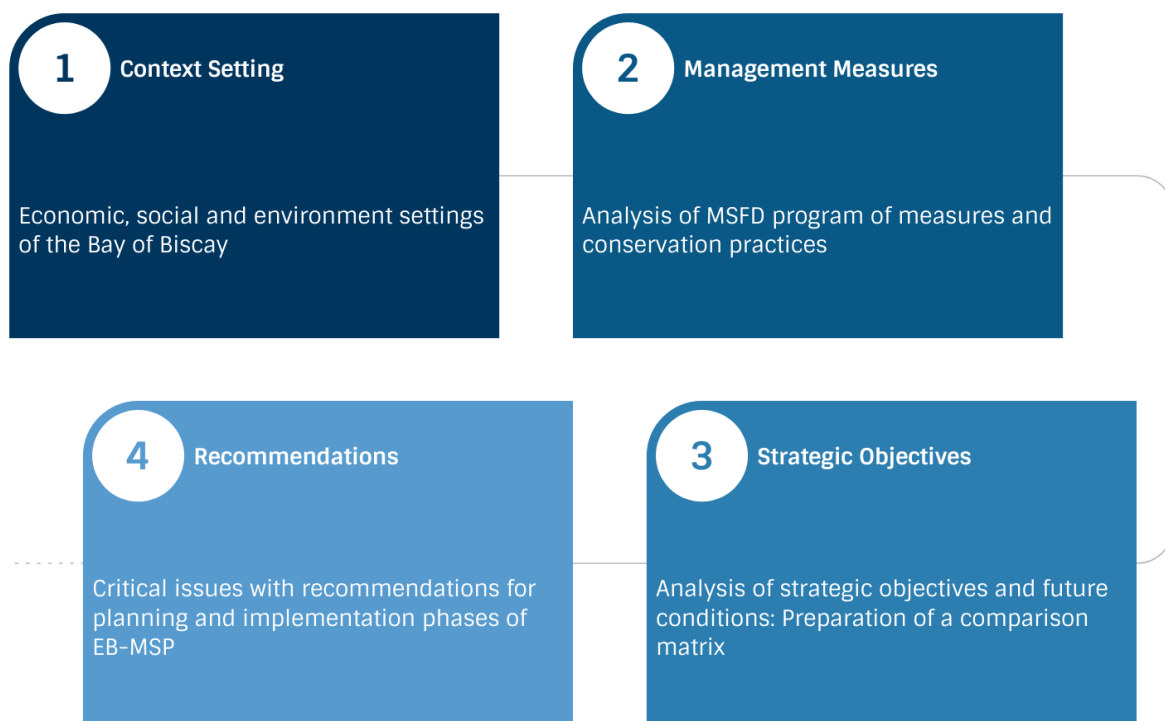 1
Context Setting
Economic, social and environment settings
of the Bay of Biscay
2
Management Measures
Analysis of MSFD program of measures and
conservation practices
3
Strategic Objectives
Analysis of strategic objectives and future
conditions: Preparation of a comparison
matrix
4
Recommendations
Critical issues with recommendations for
planning and implementation phases of
EB-MSP